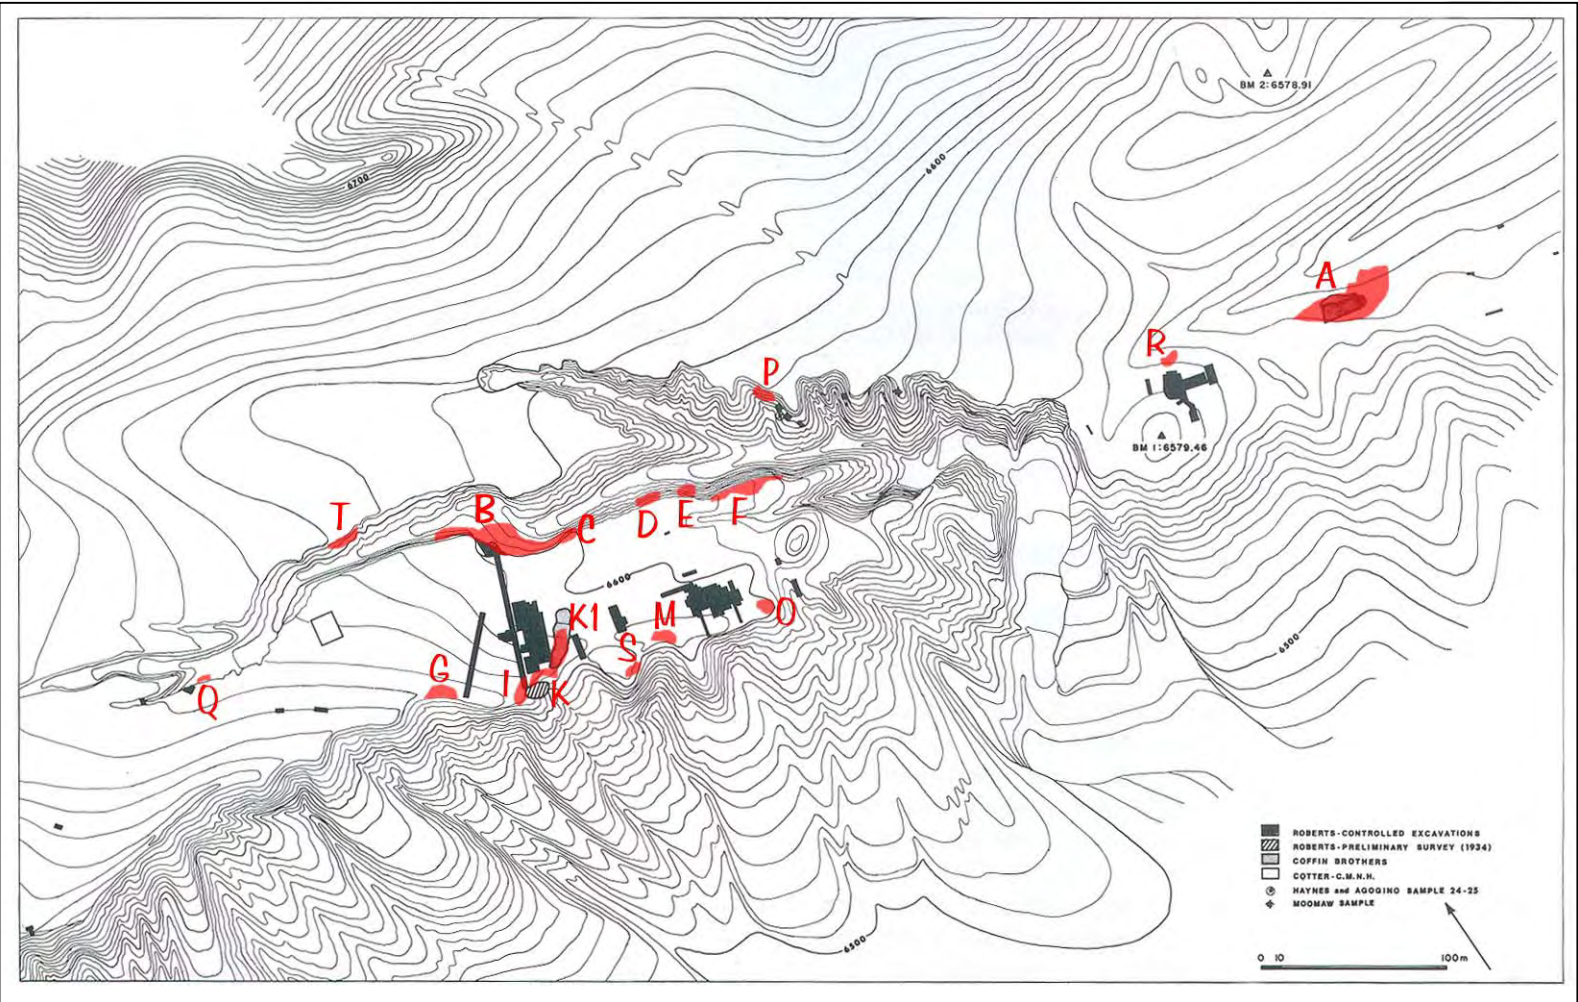 BM 2:6578.91
6600
6700
A
R
P
BM 1:6579.46
T
B
C
D
E
F
6600
K1
M
O
S
G
I
K
Q
6500
6500
ROBERTS-CONTROLLED EXCAVATIONS
ROBERTS-PRELIMINARY SURVEY (1934)
COFFIN BROTHERS
COTTER-C.M.N.H.
HAYNES and AGOGINO SAMPLE 24-25
MOOMAW SAMPLE
0 10 100m